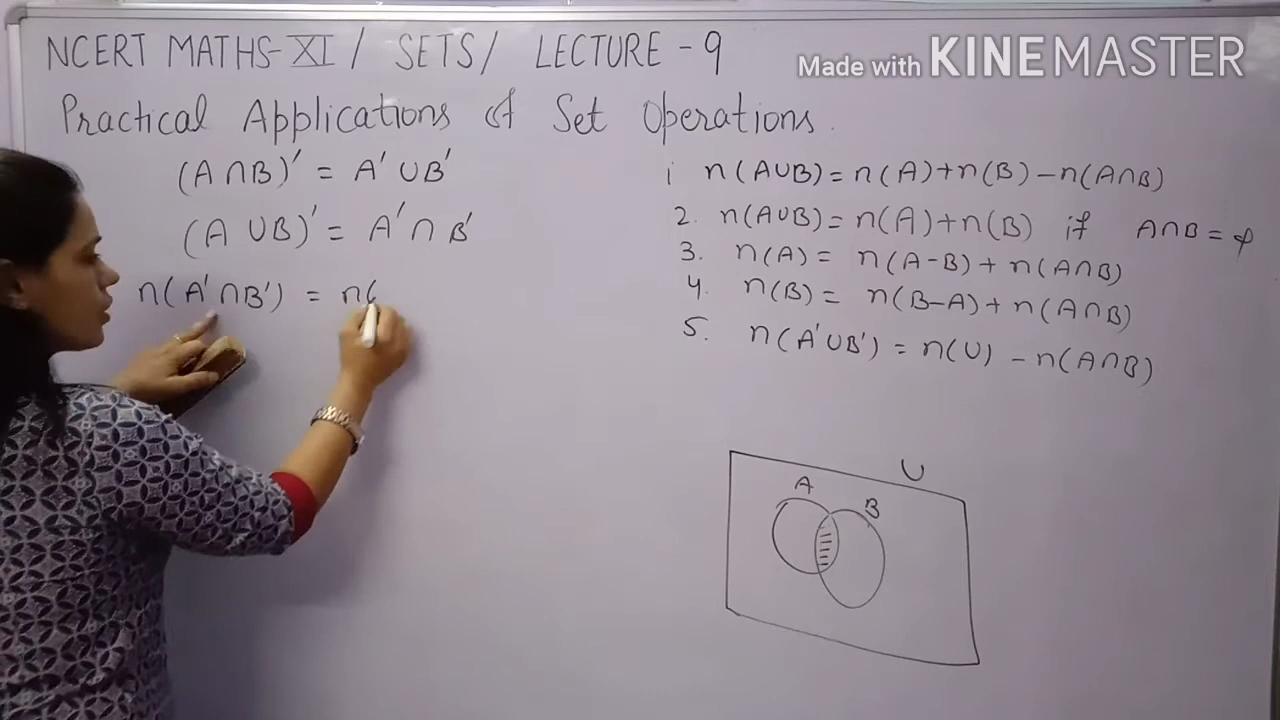 NCERT MATHS-XI / SETS / LECTURE - 9
Made with KINEMASTER
Practical Applications of Set Operations.
(A∩B)' = A' ∪B'
(A ∪B)' = A' ∩ B'
n(A' ∩B') = n(
1 n(A∪B) = n(A)+n(B) -n(A∩B)
2. n(A∪B) = n(A)+n(B) if A∩B = φ
3. n(A) = n(A-B) + n(A∩B)
4. n(B) = n(B-A) + n(A∩B)
5. n(A' ∪B') = n(U) - n(A∩B)
U
A
B